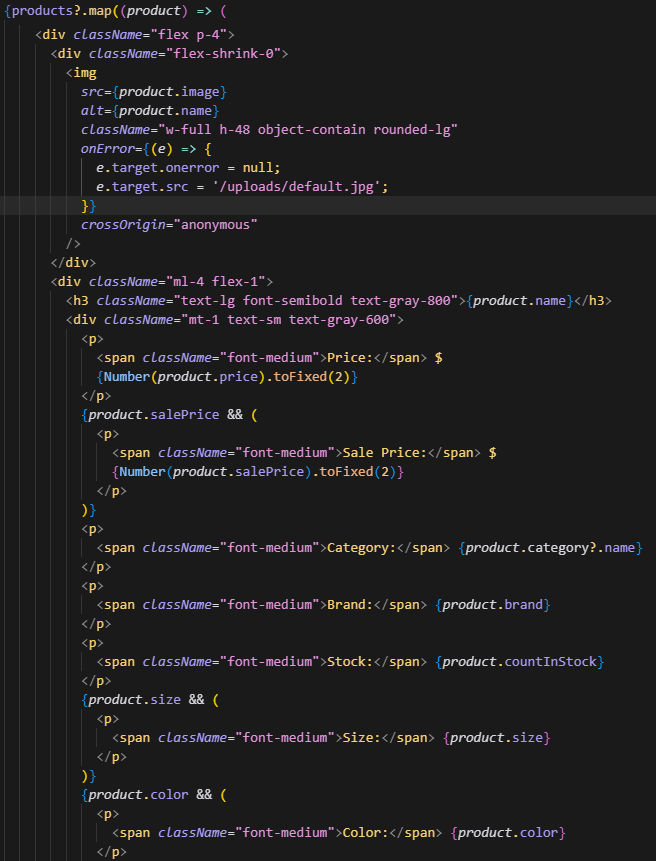 {products?.map((product) => (
<div className="flex p-4">
<div className="flex-shrink-0">
<img
src={product.image}
alt={product.name}
className="w-full h-48 object-contain rounded-lg"
onError={(e) => {
e.target.onerror = null;
e.target.src = '/uploads/default.jpg';
}}
crossOrigin="anonymous"
/>
</div>
<div className="ml-4 flex-1">
<h3 className="text-lg font-semibold text-gray-800">{product.name}</h3>
<div className="mt-1 text-sm text-gray-600">
<p>
<span className="font-medium">Price:</span> $
{Number(product.price).toFixed(2)}
</p>
{product.salePrice && (
<p>
<span className="font-medium">Sale Price:</span> $
{Number(product.salePrice).toFixed(2)}
</p>
)}
<p>
<span className="font-medium">Category:</span> {product.category?.name}
</p>
<p>
<span className="font-medium">Brand:</span> {product.brand}
</p>
<p>
<span className="font-medium">Stock:</span> {product.countInStock}
</p>
{product.size && (
<p>
<span className="font-medium">Size:</span> {product.size}
</p>
)}
{product.color && (
<p>
<span className="font-medium">Color:</span> {product.color}
</p>